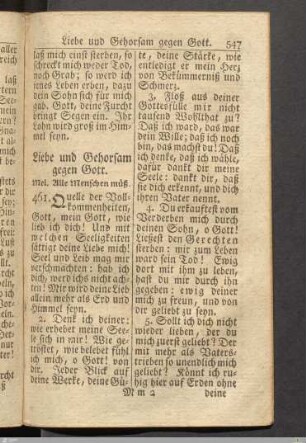 Liebe und Gehorsam gegen Gott. 547
laß mich einst sterben, so
schreckt mich weder Tod,
noch Grab; so werd ich
jenes Leben erben, dazu
dein Sohn sich für mich
gab. Gott, deine Furcht
bringt Segen ein. Ihr
Lohn wird groß im Him-
mel seyn.
Liebe und Gehorsam
gegen Gott.
Mel. Alle Menschen müß.
461. Quelle der Voll-
kommenheiten,
Gott, mein Gott, wie
lieb ich dich! Und mit
welchen Seeligkeiten
sättigt deine Liebe mich!
Seel und Leib mag mir
verschmachten: hab ich
dich, werd ichs nicht ach-
ten! Mir wird deine Lieb
allein mehr als Erd und
Himmel seyn.
2. Denk ich deiner;
wie erhebet meine See-
le sich in mir! Wie ge-
tröstet, wie belebet fühl
ich mich, o Gott! von
dir. Jeder Blick auf
deine Werke, deine Gü-
te, deine Stärke, wie
entlediget er mein Herz
von Bekümmerniß und
Schmerz.
3. Floß aus deiner
Gottesfülle mir nicht
tausend Wohlthat zu?
Daß ich ward, das war
dein Wille; daß ich noch
bin, das machst du! Daß
ich denke, daß ich wähle,
dafür dankt dir meine
Seele: dankt dir, daß
sie dich erkennt, und dich
ihren Vater nennt.
4. Du erkauftest vom
Verderben mich durch
deinen Sohn, o Gott!
Ließest den Gerechten
sterben: mir zum Leben
ward sein Tod! Ewig
dort mit ihm zu leben,
hast du mir durch ihn
gegeben: ewig deiner
mich zu freun, und von
dir geliebt zu seyn.
5. Sollt ich dich nicht
wieder lieben, der du
mich zuerst geliebt? Der
mit mehr als Vaters-
trieben so unendlich mich
geliebt? Könnt ich ru-
hig hier auf Erden ohne
M m 2 deine